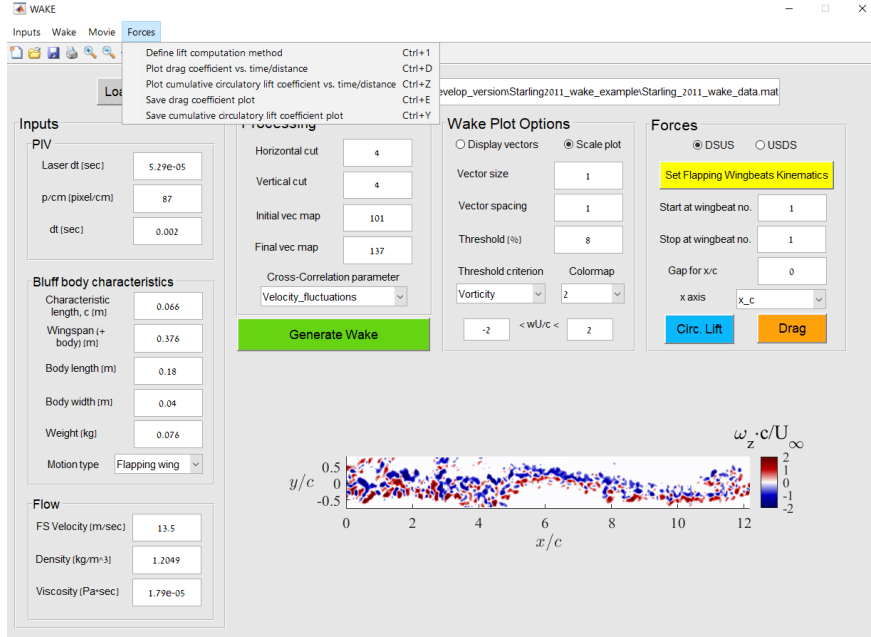 WAKE
Inputs Wake Movie Forces
Define lift computation method Ctrl+1
Plot drag coefficient vs. time/distance Ctrl+D
Plot cumulative circulatory lift coefficient vs. time/distance Ctrl+Z
Save drag coefficient plot Ctrl+E
Save cumulative circulatory lift coefficient plot Ctrl+Y
evelop_version\Starling2011_wake_example\Starling_2011_wake_data.mat
Inputs
PIV
Laser dt [sec] 5.29e-05
p/cm [pixel/cm] 87
dt [sec] 0.002
Bluff body characteristics
Characteristic
length, c [m] 0.066
Wingspan (+
body) [m] 0.376
Body length [m] 0.18
Body width [m] 0.04
Weight [kg] 0.076
Motion type Flapping wing
Flow
FS Velocity [m/sec] 13.5
Density [kg/m^3] 1.2049
Viscosity [Pa*sec] 1.79e-05
Processing
Horizontal cut 4
Vertical cut 4
Initial vec map 101
Final vec map 137
Cross-Correlation parameter
Velocity_fluctuations
Generate Wake
Wake Plot Options
Display vectors Scale plot
Vector size 1
Vector spacing 1
Threshold [%] 8
Threshold criterion Colormap
Vorticity 2
-2 < wU/c < 2
Forces
DSUS USDS
Set Flapping Wingbeats Kinematics
Start at wingbeat no. 1
Stop at wingbeat no. 1
Gap for x/c 0
x axis x_c
Circ. Lift Drag
ω_z·c/U_∞
2
1
0
-1
-2
y/c
0.5
0
-0.5
0 2 4 6 8 10 12
x/c